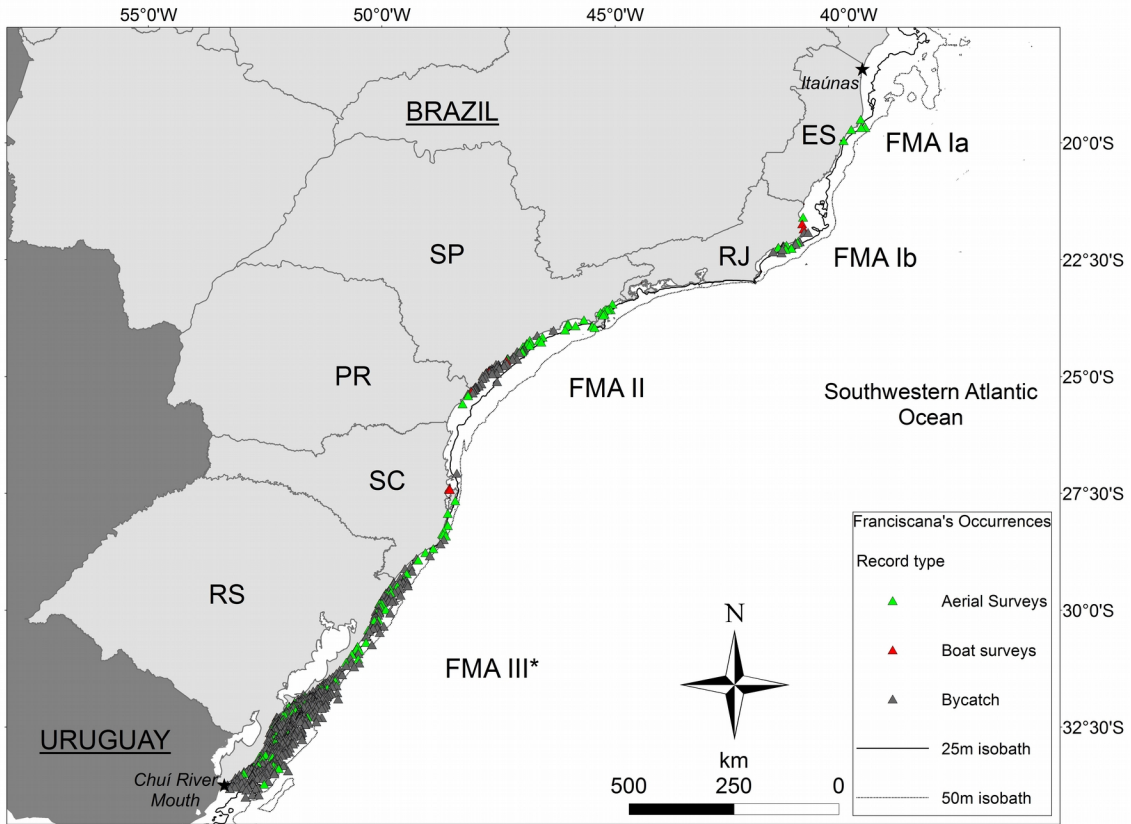 55°0'W 50°0'W 45°0'W 40°0'W
Itaúnas
BRAZIL
ES
FMA Ia
20°0'S
SP
RJ
FMA Ib
22°30'S
PR
FMA II
25°0'S
Southwestern Atlantic
Ocean
SC
27°30'S
Franciscana's Occurrences
Record type
RS
Aerial Surveys
30°0'S
N
Boat surveys
FMA III*
Bycatch
32°30'S
URUGUAY
25m isobath
km
Chuí River
Mouth
500 250 0
50m isobath